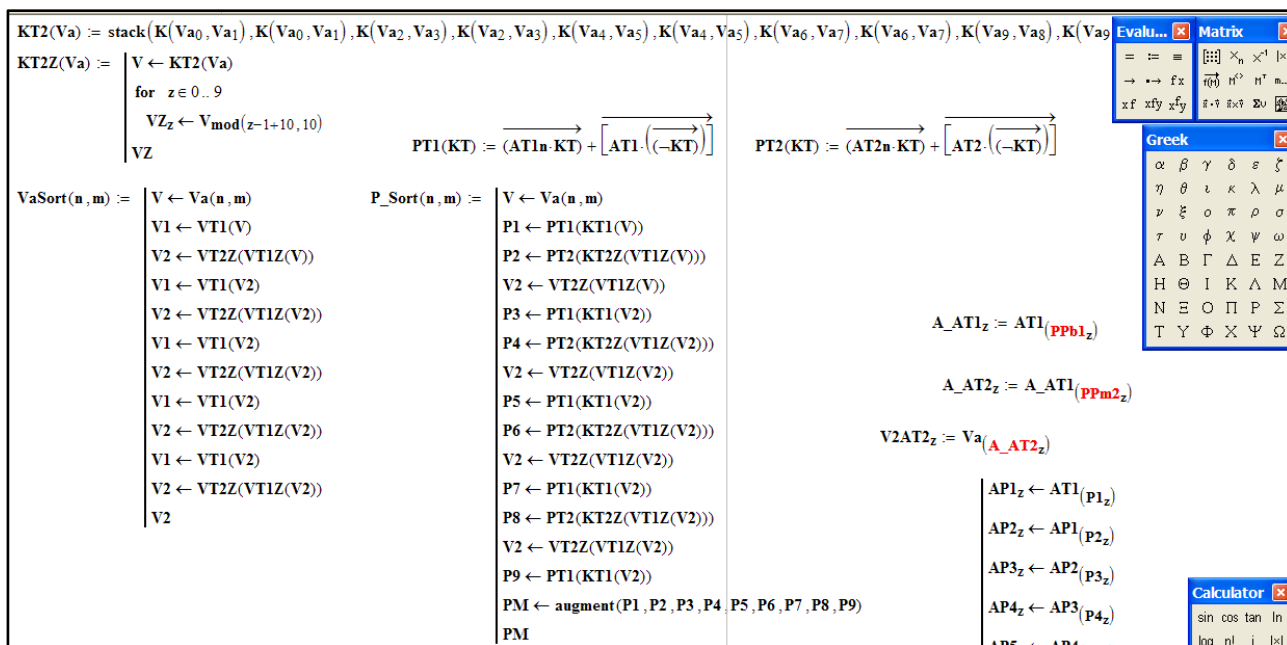 KT2(Va) := stack(K(Va0,Va1),K(Va0,Va1),K(Va2,Va3),K(Va2,Va3),K(Va4,Va5),K(Va4,Va5),K(Va6,Va7),K(Va6,Va7),K(Va9,Va8),K(Va9
KT2Z(Va) := V ← KT2(Va)
for z ∈ 0 .. 9
VZz ← Vmod(z−1+10,10)
VZ
PT1(KT) := (AT1n·KT) + [AT1·((¬KT))]
PT2(KT) := (AT2n·KT) + [AT2·((¬KT))]
VaSort(n,m) := V ← Va(n,m)
V1 ← VT1(V)
V2 ← VT2Z(VT1Z(V))
V1 ← VT1(V2)
V2 ← VT2Z(VT1Z(V2))
V1 ← VT1(V2)
V2 ← VT2Z(VT1Z(V2))
V1 ← VT1(V2)
V2 ← VT2Z(VT1Z(V2))
V1 ← VT1(V2)
V2 ← VT2Z(VT1Z(V2))
V2
P_Sort(n,m) := V ← Va(n,m)
P1 ← PT1(KT1(V))
P2 ← PT2(KT2Z(VT1Z(V)))
V2 ← VT2Z(VT1Z(V))
P3 ← PT1(KT1(V2))
P4 ← PT2(KT2Z(VT1Z(V2)))
V2 ← VT2Z(VT1Z(V2))
P5 ← PT1(KT1(V2))
P6 ← PT2(KT2Z(VT1Z(V2)))
V2 ← VT2Z(VT1Z(V2))
P7 ← PT1(KT1(V2))
P8 ← PT2(KT2Z(VT1Z(V2)))
V2 ← VT2Z(VT1Z(V2))
P9 ← PT1(KT1(V2))
PM ← augment(P1,P2,P3,P4,P5,P6,P7,P8,P9)
PM
A_AT1z := AT1(PPb1z)
A_AT2z := A_AT1(PPm2z)
V2AT2z := Va(A_AT2z)
AP1z ← AT1(P1z)
AP2z ← AP1(P2z)
AP3z ← AP2(P3z)
AP4z ← AP3(P4z)
Evalu...
= := ≡
→ •→ fx
xf xfy xfy
Matrix
Greek
α β γ δ ε ζ
η θ ι κ λ μ
ν ξ ο π ρ σ
τ υ φ χ ψ ω
Α Β Γ Δ Ε Ζ
Η Θ Ι Κ Λ Μ
Ν Ξ Ο Π Ρ Σ
Τ Υ Φ Χ Ψ Ω
Calculator
sin cos tan ln
log n! i |×|